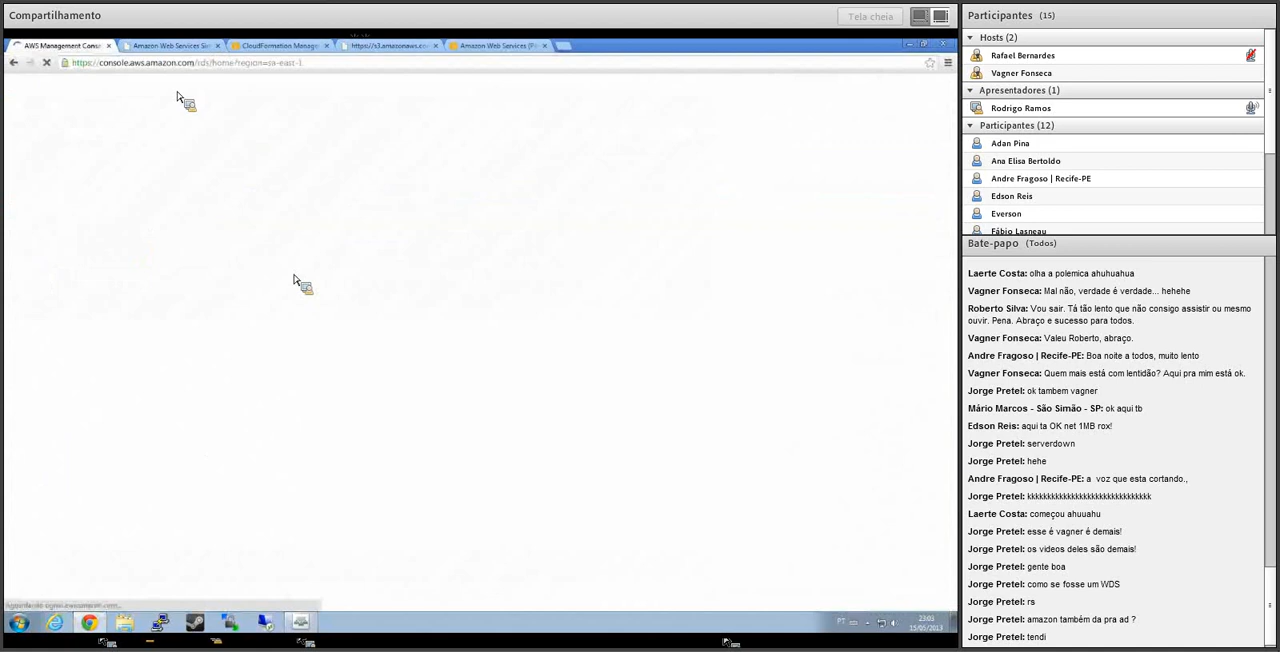 Compartilhamento
Tela cheia
AWS Management Cons
Amazon Web Services Sig
CloudFormation Manage
https://s3.amazonaws.co
Amazon Web Services (P
https://console.aws.amazon.com/rds/home?region=sa-east-1
PT
23:03
15/05/2013
Participantes (15)
Hosts (2)
Rafael Bernardes
Vagner Fonseca
Apresentadores (1)
Rodrigo Ramos
Participantes (12)
Adan Pina
Ana Elisa Bertoldo
Andre Fragoso | Recife-PE
Edson Reis
Everson
Fábio Lasneau
Bate-papo (Todos)
Laerte Costa: olha a polemica ahuhuahua
Vagner Fonseca: Mal não, verdade é verdade... hehehe
Roberto Silva: Vou sair. Tá tão lento que não consigo assistir ou mesmo
ouvir. Pena. Abraço e sucesso para todos.
Vagner Fonseca: Valeu Roberto, abraço.
Andre Fragoso | Recife-PE: Boa noite a todos, muito lento
Vagner Fonseca: Quem mais está com lentidão? Aqui pra mim está ok.
Jorge Pretel: ok tambem vagner
Mário Marcos - São Simão - SP: ok aqui tb
Edson Reis: aqui ta OK net 1MB rox!
Jorge Pretel: serverdown
Jorge Pretel: hehe
Andre Fragoso | Recife-PE: a voz que esta cortando.,
Jorge Pretel: kkkkkkkkkkkkkkkkkkkkkkkkkkkkkkk
Laerte Costa: começou ahuuahu
Jorge Pretel: esse é vagner é demais!
Jorge Pretel: os videos deles são demais!
Jorge Pretel: gente boa
Jorge Pretel: como se fosse um WDS
Jorge Pretel: rs
Jorge Pretel: amazon também da pra ad ?
Jorge Pretel: tendi